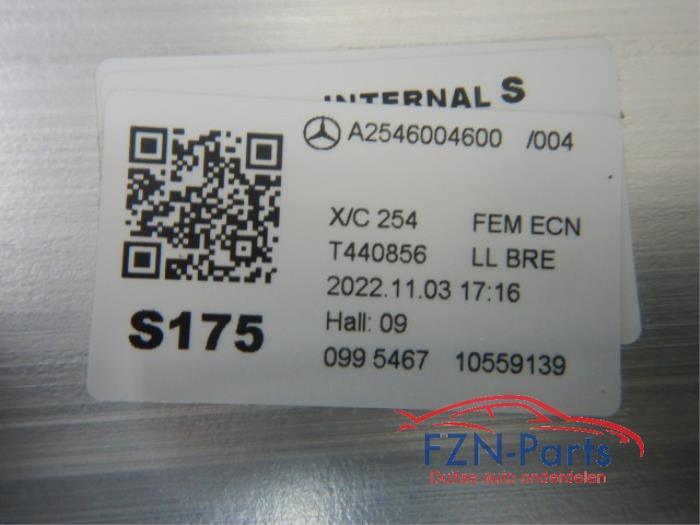 INTERNAL S
A2546004600 /004
X/C 254 FEM ECN
T440856 LL BRE
2022.11.03 17:16
Hall: 09
S175
099 5467 10559139
FZN-Parts
Duitse auto onderdelen